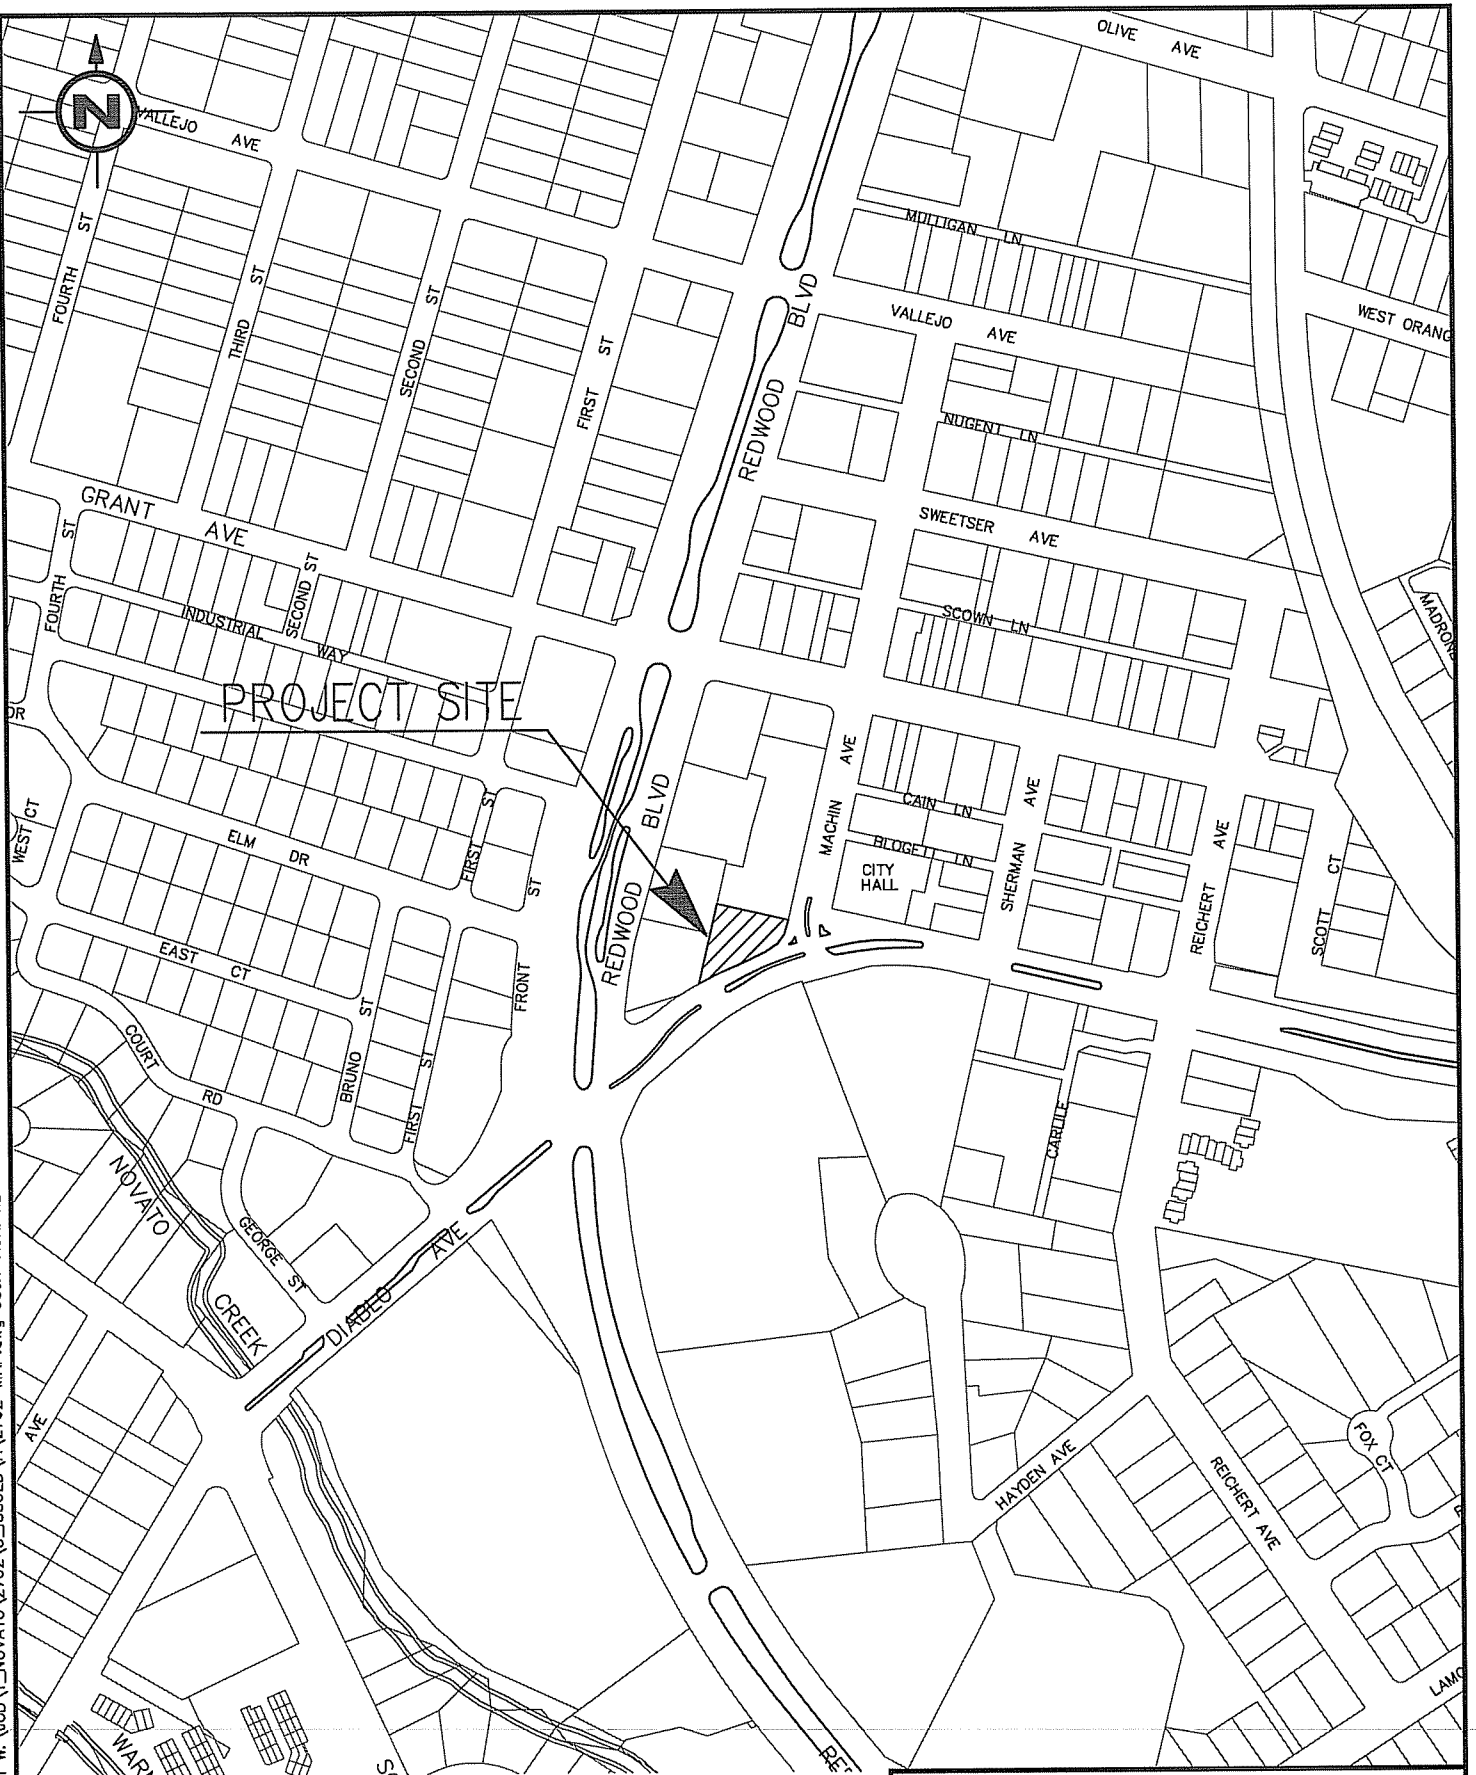 OLIVE AVE
N
VALLEJO AVE
MULLIGAN LN
FOURTH ST
THIRD ST
SECOND ST
FIRST ST
REDWOOD BLVD
VALLEJO AVE
WEST ORANG
NUGENT LN
GRANT AVE
SWEETSER AVE
FOURTH ST
SECOND ST
INDUSTRIAL WAY
SCOWN LN
MADRONE
PROJECT SITE
DR
WEST CT
ELM DR
FIRST ST
FRONT ST
REDWOOD BLVD
MACHIN AVE
CAIN LN
BLOGETT LN
CITY HALL
SHERMAN AVE
REICHERT AVE
SCOTT CT
EAST CT
COURT RD
BRUNO ST
FIRST ST
CARLILE
NOVATO CREEK
GEORGE ST
DIABLO AVE
AVE
HAYDEN AVE
REICHERT AVE
FOX CT
LAMO
WARN
RE